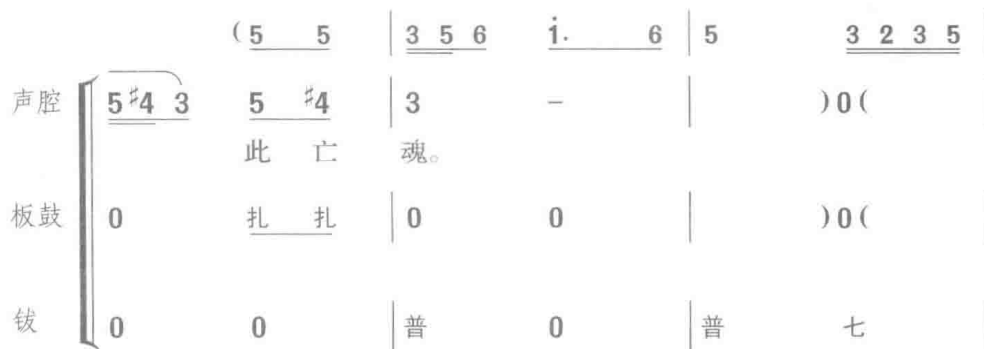 (5 5 | 3 5 6 i. 6 | 5 3 2 3 5
声腔 5 #4 3 5 #4 | 3 - | )0(
此 亡 魂。
板鼓 0 扎 扎 | 0 0 | )0(
钹 0 0 | 普 0 | 普 七